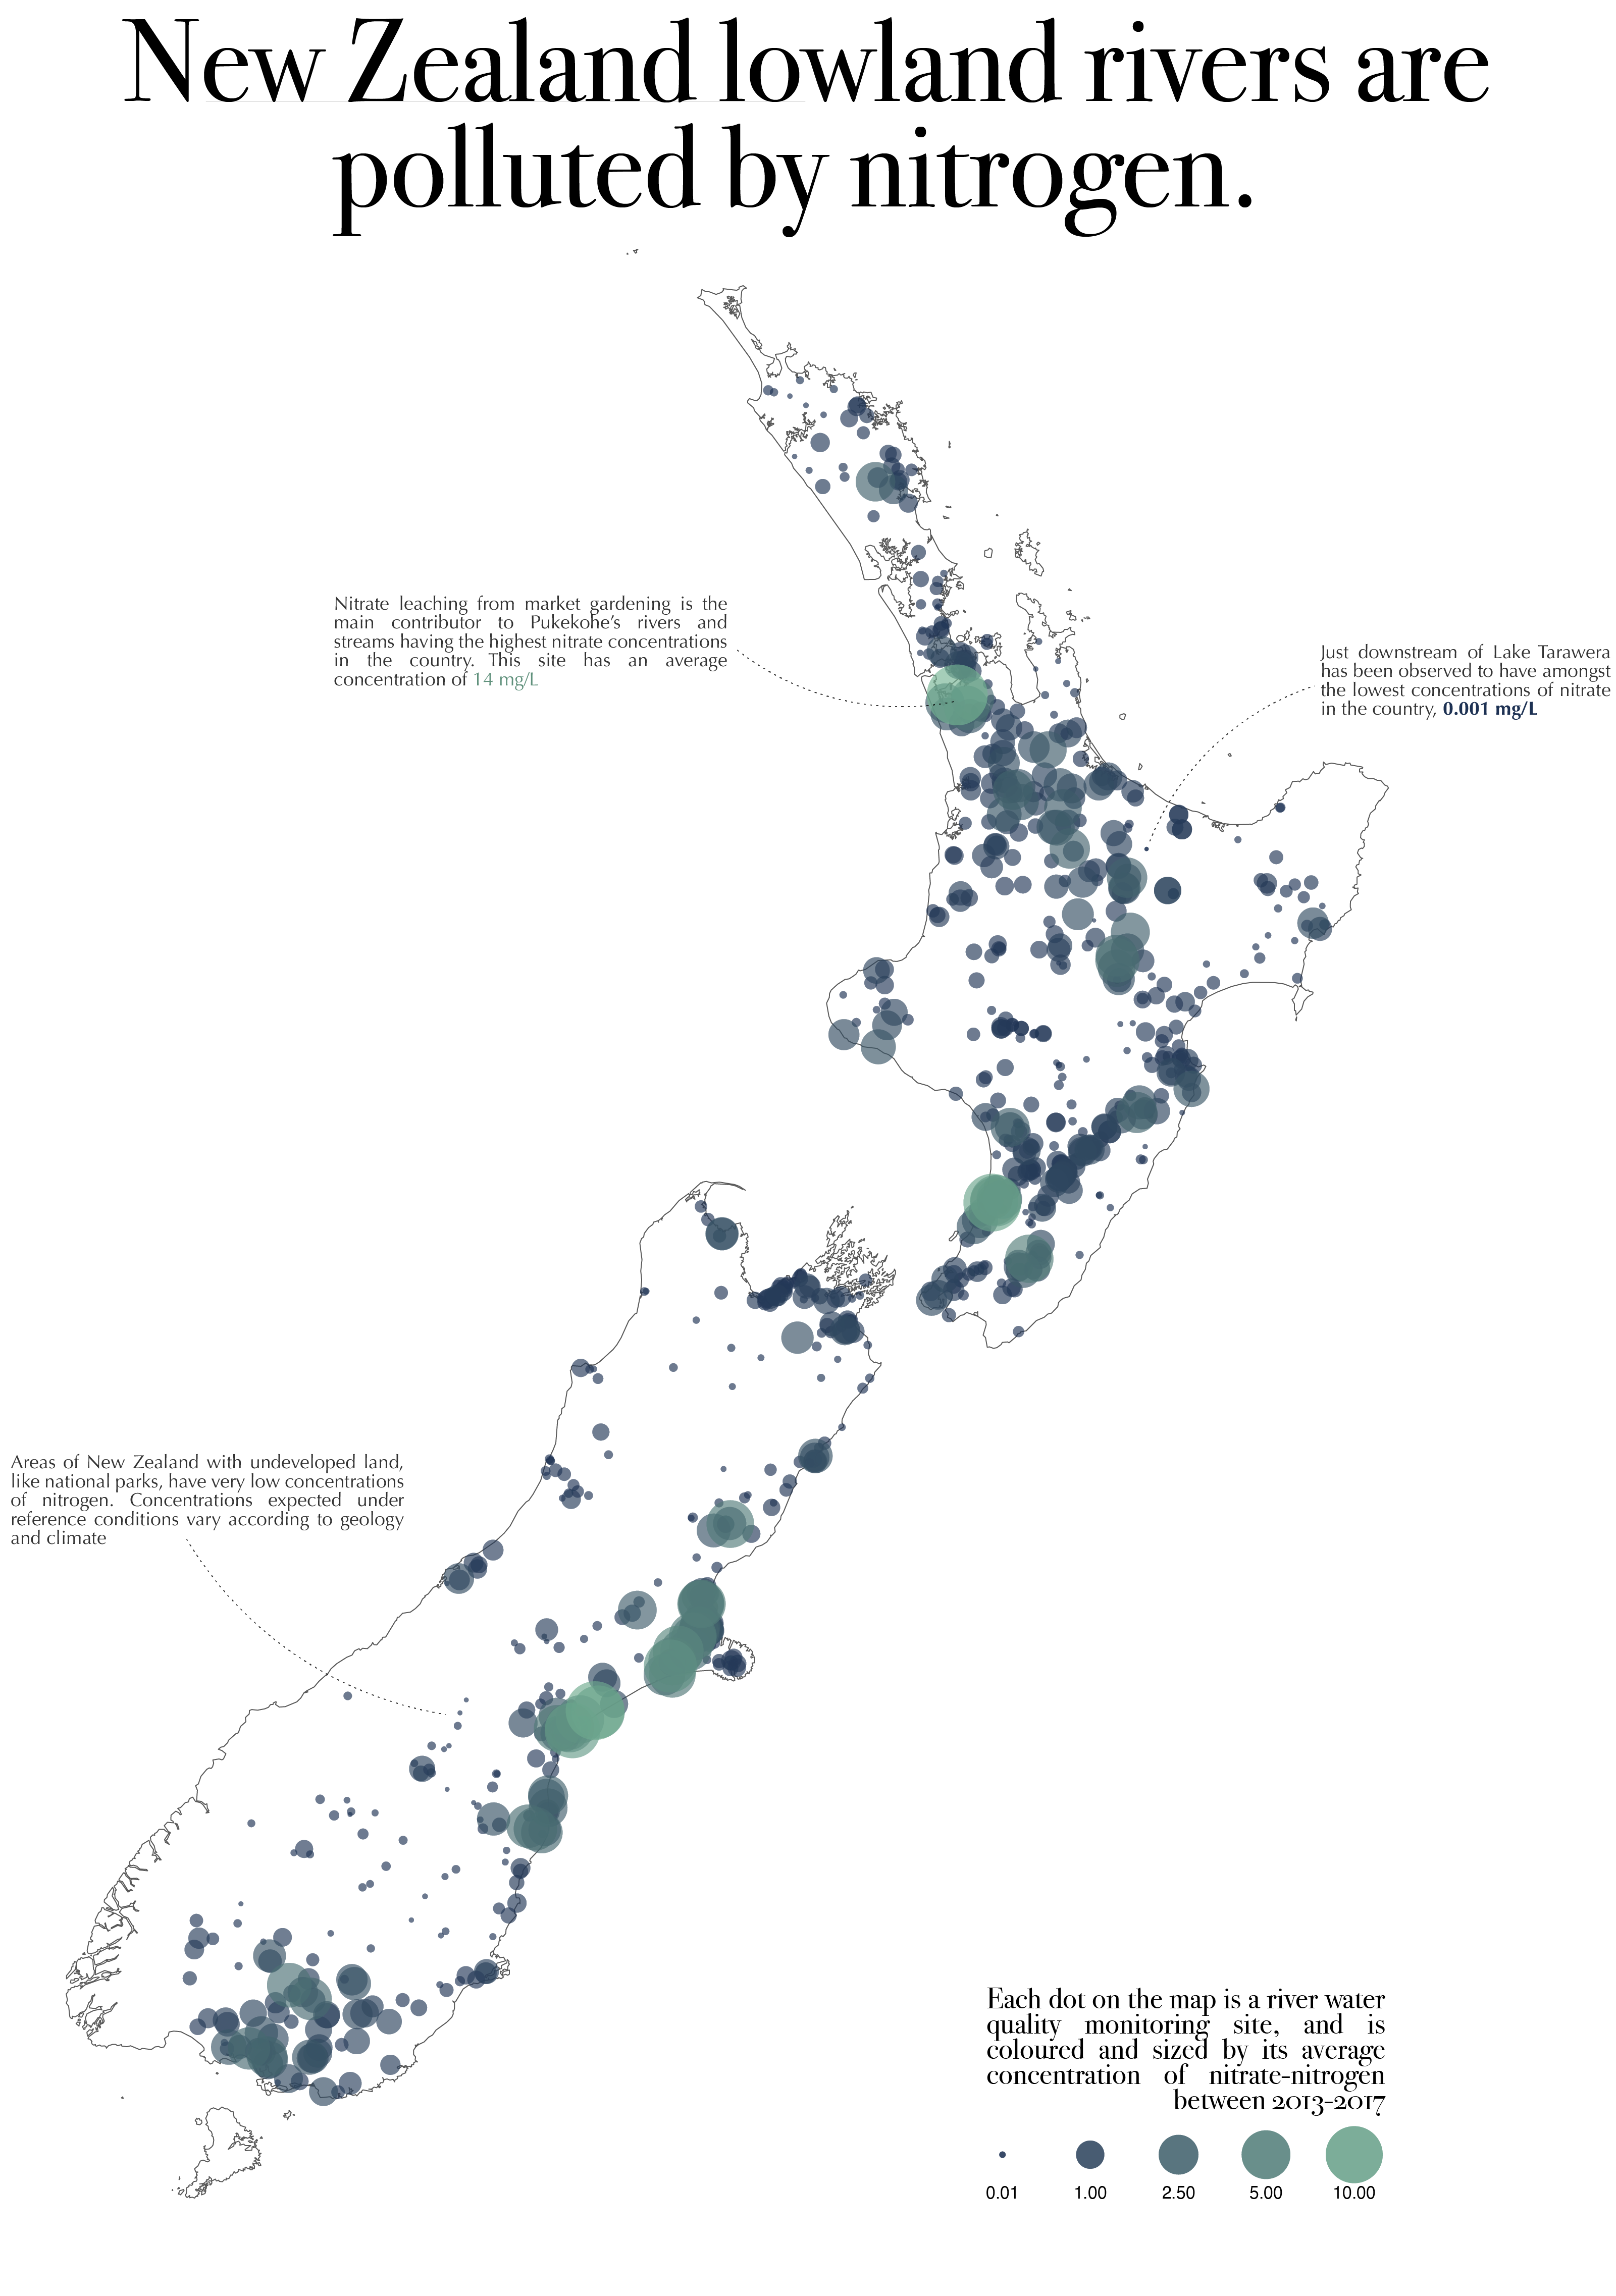 New Zealand lowland rivers are
polluted by nitrogen.
Nitrate leaching from market gardening is the
main contributor to Pukekohe's rivers and
streams having the highest nitrate concentrations
in the country. This site has an average
concentration of 14 mg/L
Just downstream of Lake Tarawera
has been observed to have amongst
the lowest concentrations of nitrate
in the country, 0.001 mg/L
Areas of New Zealand with undeveloped land,
like national parks, have very low concentrations
of nitrogen. Concentrations expected under
reference conditions vary according to geology
and climate
Each dot on the map is a river water
quality monitoring site, and is
coloured and sized by its average
concentration of nitrate-nitrogen
between 2013-2017
0.01 1.00 2.50 5.00 10.00